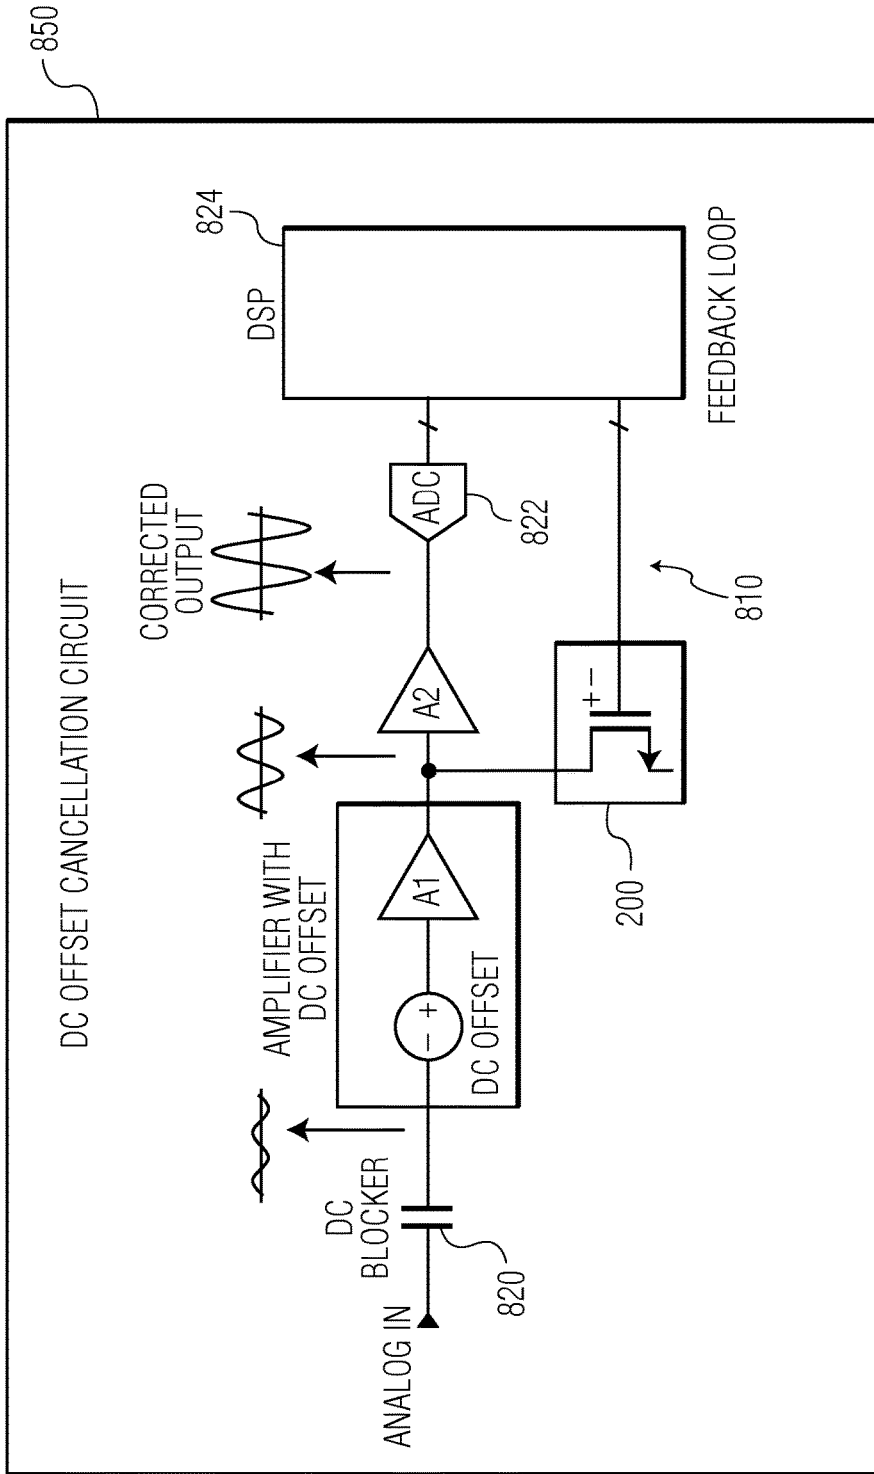 850
DC OFFSET CANCELLATION CIRCUIT
CORRECTED
OUTPUT
AMPLIFIER WITH
DC OFFSET
DC
BLOCKER
ANALOG IN
820
- +
DC OFFSET
A1
A2
ADC
822
DSP
824
+ -
200
810
FEEDBACK LOOP